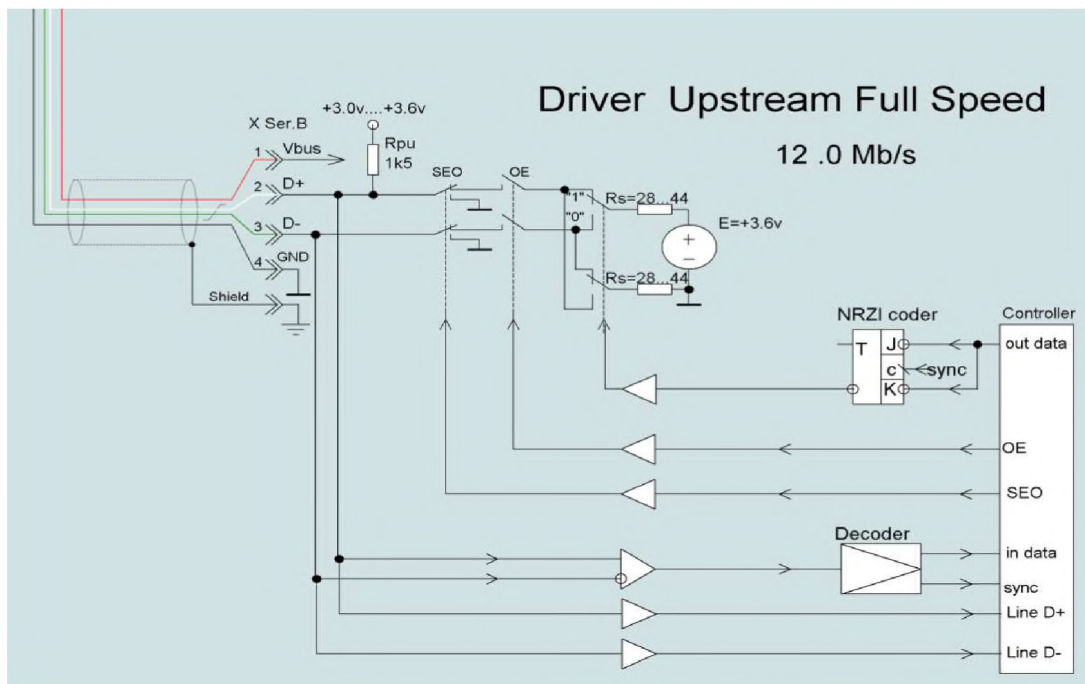 Driver Upstream Full Speed
12 .0 Mb/s
+3.0v....+3.6v
X Ser.B
Rpu
1k5
1
Vbus
2
D+
3
D-
4
GND
Shield
SEO
OE
"1"
"0"
Rs=28...44
E=+3.6v
Rs=28...44
+
−
NRZI coder
T
J
c
K
sync
Controller
out data
OE
SEO
Decoder
in data
sync
Line D+
Line D-